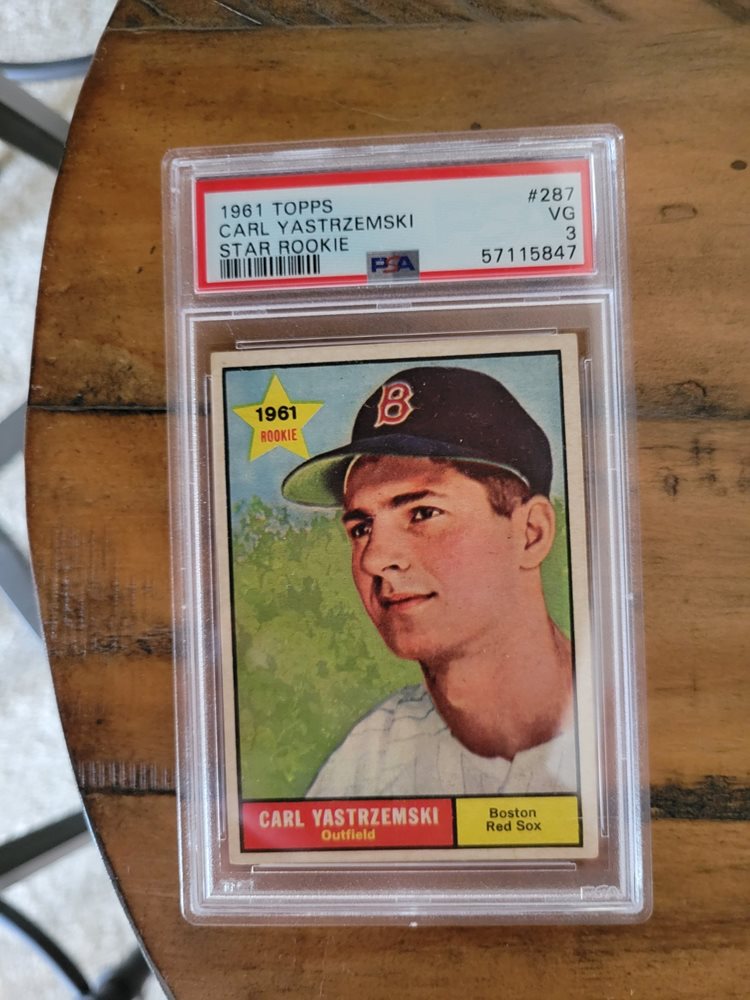 1961 TOPPS #287
CARL YASTRZEMSKI VG
STAR ROOKIE 3
PSA 57115847
1961
ROOKIE
B
CARL YASTRZEMSKI
Outfield
Boston
Red Sox
PSA